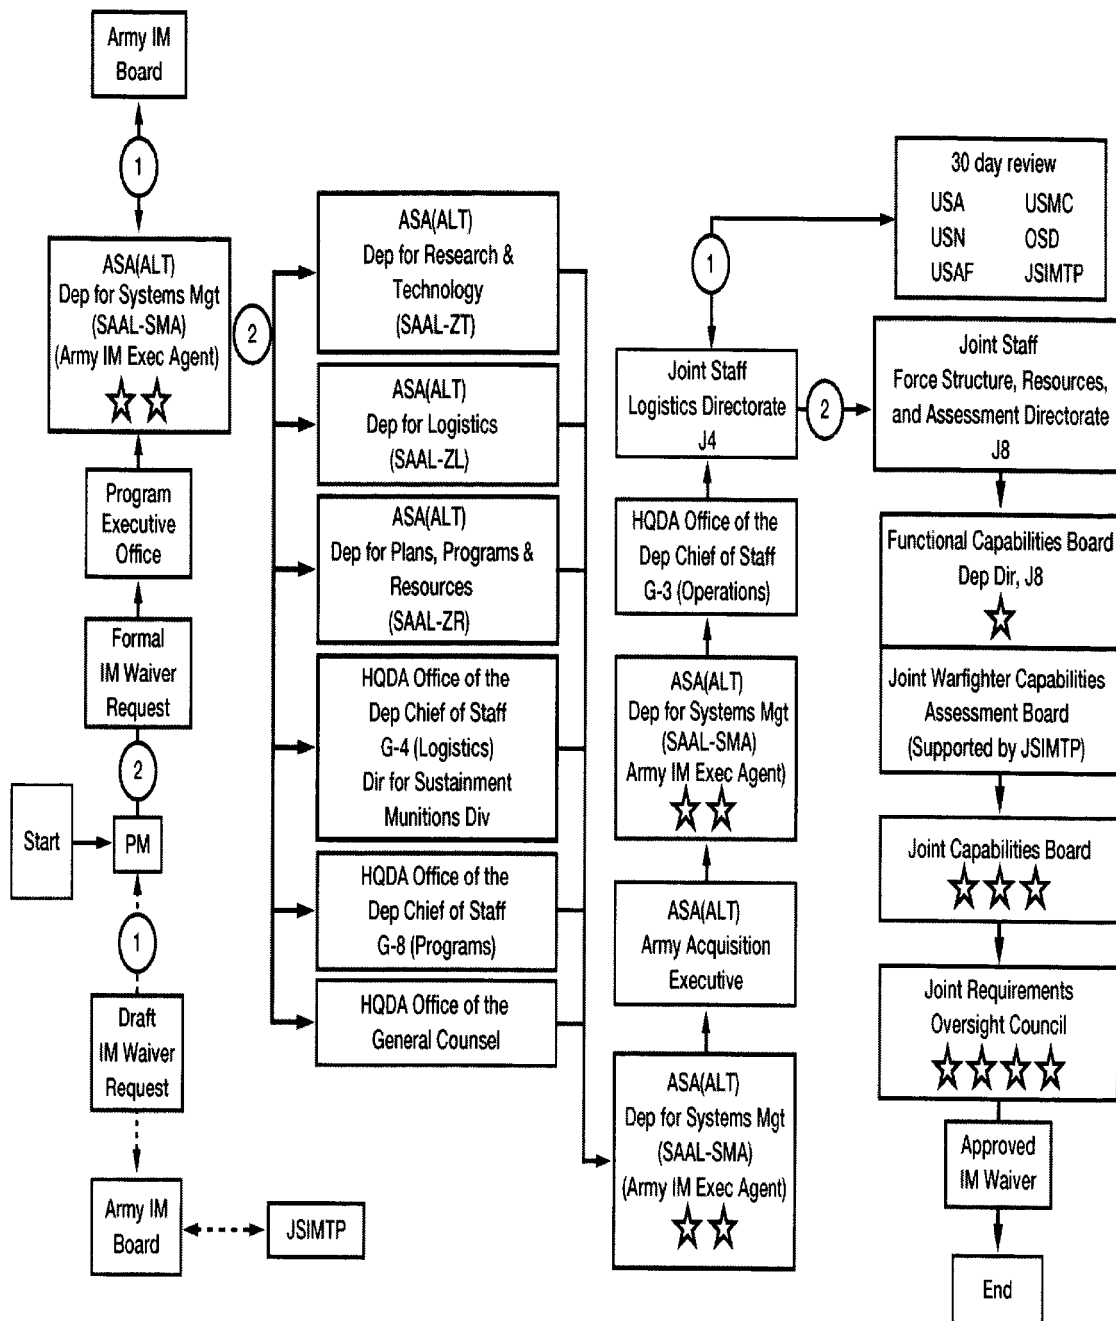 Army IM
Board
1
ASA(ALT)
Dep for Systems Mgt
(SAAL-SMA)
(Army IM Exec Agent)
2
Program
Executive
Office
Formal
IM Waiver
Request
2
Start
PM
1
Draft
IM Waiver
Request
Army IM
Board
JSIMTP
ASA(ALT)
Dep for Research &
Technology
(SAAL-ZT)
ASA(ALT)
Dep for Logistics
(SAAL-ZL)
ASA(ALT)
Dep for Plans, Programs &
Resources
(SAAL-ZR)
HQDA Office of the
Dep Chief of Staff
G-4 (Logistics)
Dir for Sustainment
Munitions Div
HQDA Office of the
Dep Chief of Staff
G-8 (Programs)
HQDA Office of the
General Counsel
1
Joint Staff
Logistics Directorate
J4
2
HQDA Office of the
Dep Chief of Staff
G-3 (Operations)
ASA(ALT)
Dep for Systems Mgt
(SAAL-SMA)
Army IM Exec Agent)
ASA(ALT)
Army Acquisition
Executive
ASA(ALT)
Dep for Systems Mgt
(SAAL-SMA)
(Army IM Exec Agent)
30 day review
USA USMC
USN OSD
USAF JSIMTP
Joint Staff
Force Structure, Resources,
and Assessment Directorate
J8
Functional Capabilities Board
Dep Dir, J8
Joint Warfighter Capabilities
Assessment Board
(Supported by JSIMTP)
Joint Capabilities Board
Joint Requirements
Oversight Council
Approved
IM Waiver
End